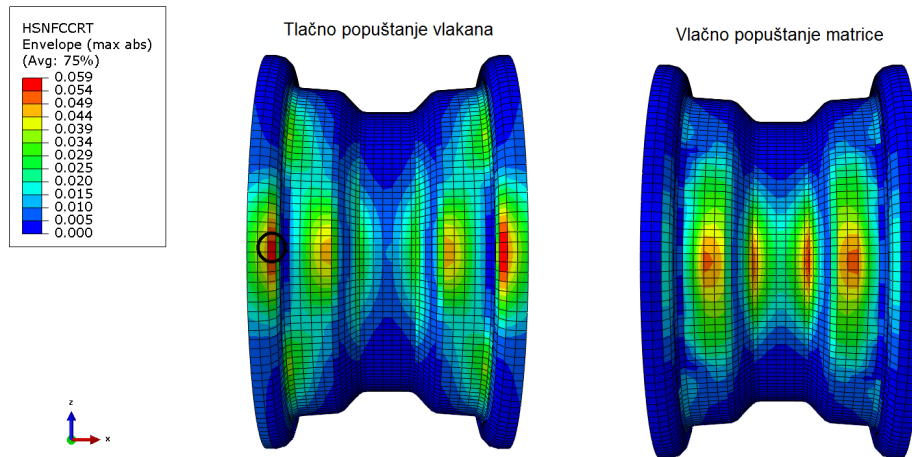 HSNFCCRT
Envelope (max abs)
(Avg: 75%)
0.059
0.054
0.049
0.044
0.039
0.034
0.029
0.025
0.020
0.015
0.010
0.005
0.000
Tlačno popuštanje vlakana
Vlačno popuštanje matrice
z
x